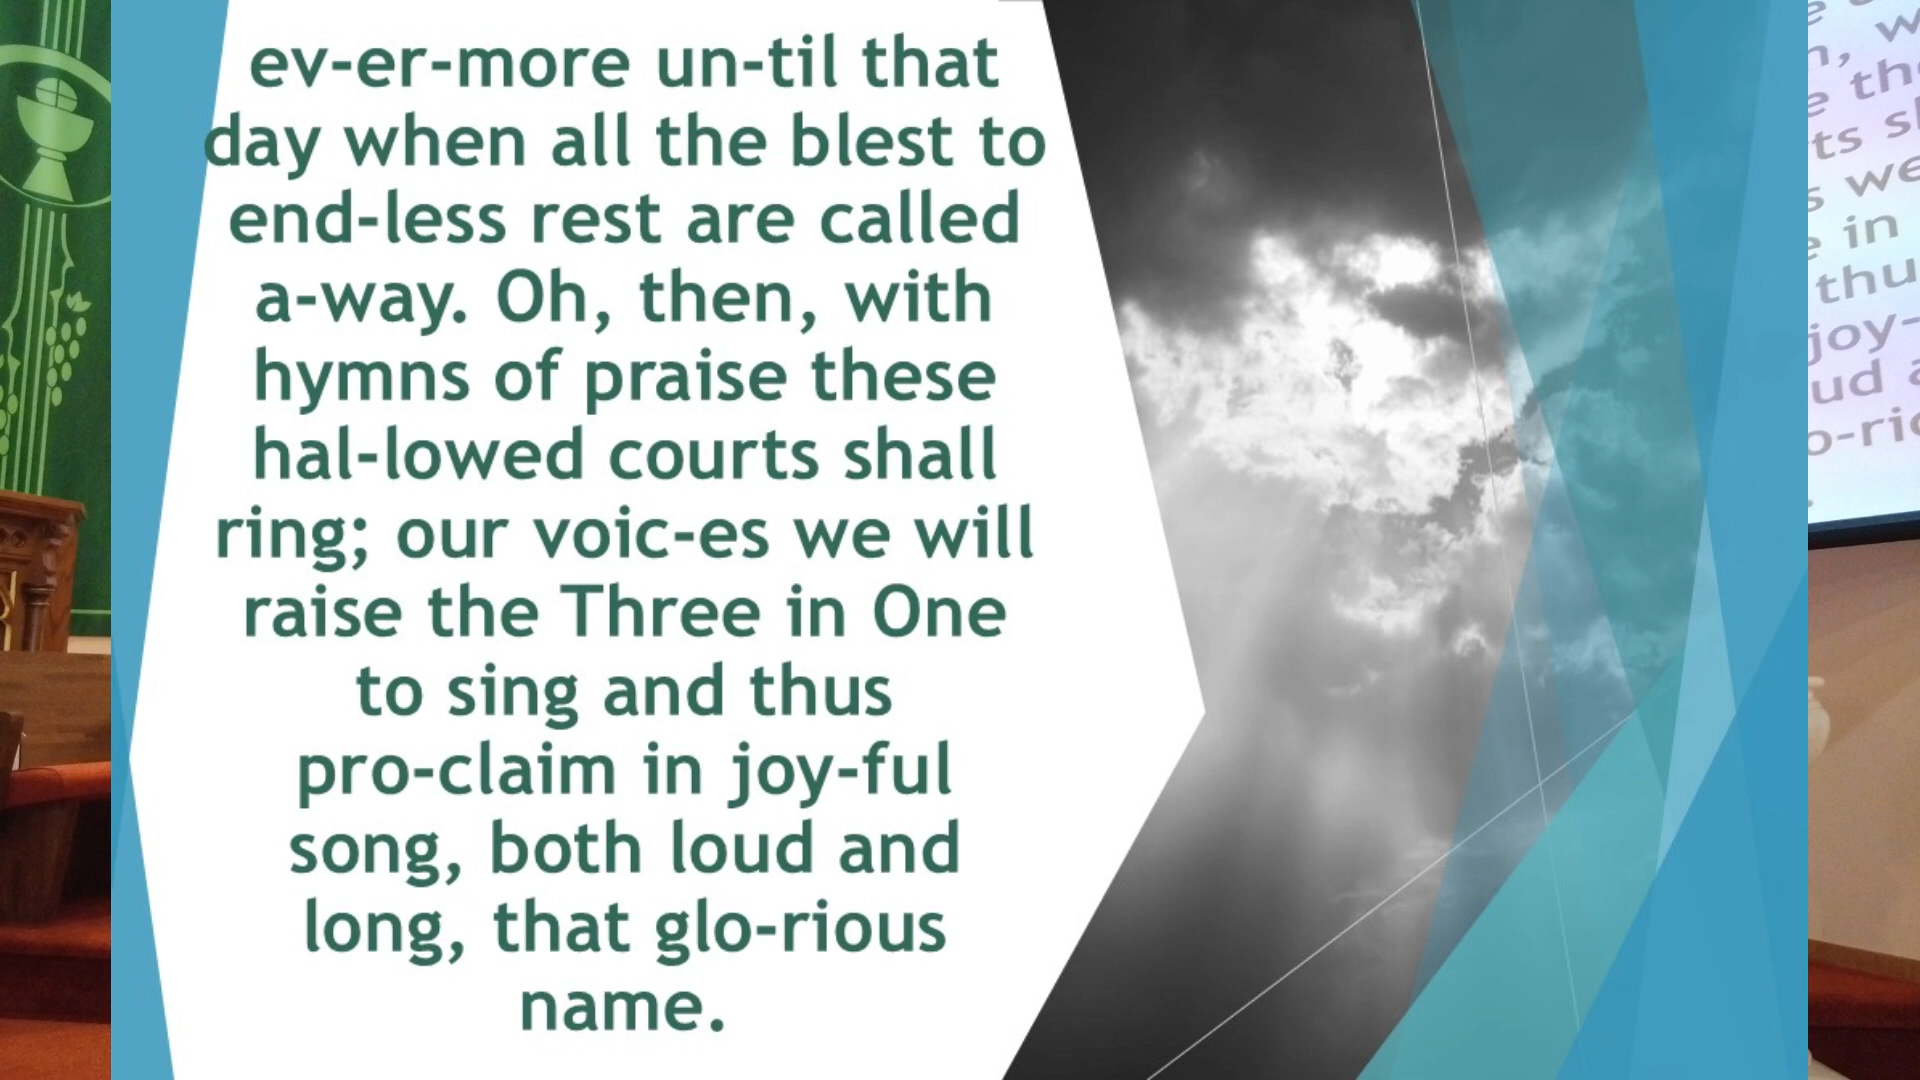 ev-er-more un-til that
day when all the blest to
end-less rest are called
a-way. Oh, then, with
hymns of praise these
hal-lowed courts shall
ring; our voic-es we will
raise the Three in One
to sing and thus
pro-claim in joy-ful
song, both loud and
long, that glo-rious
name.